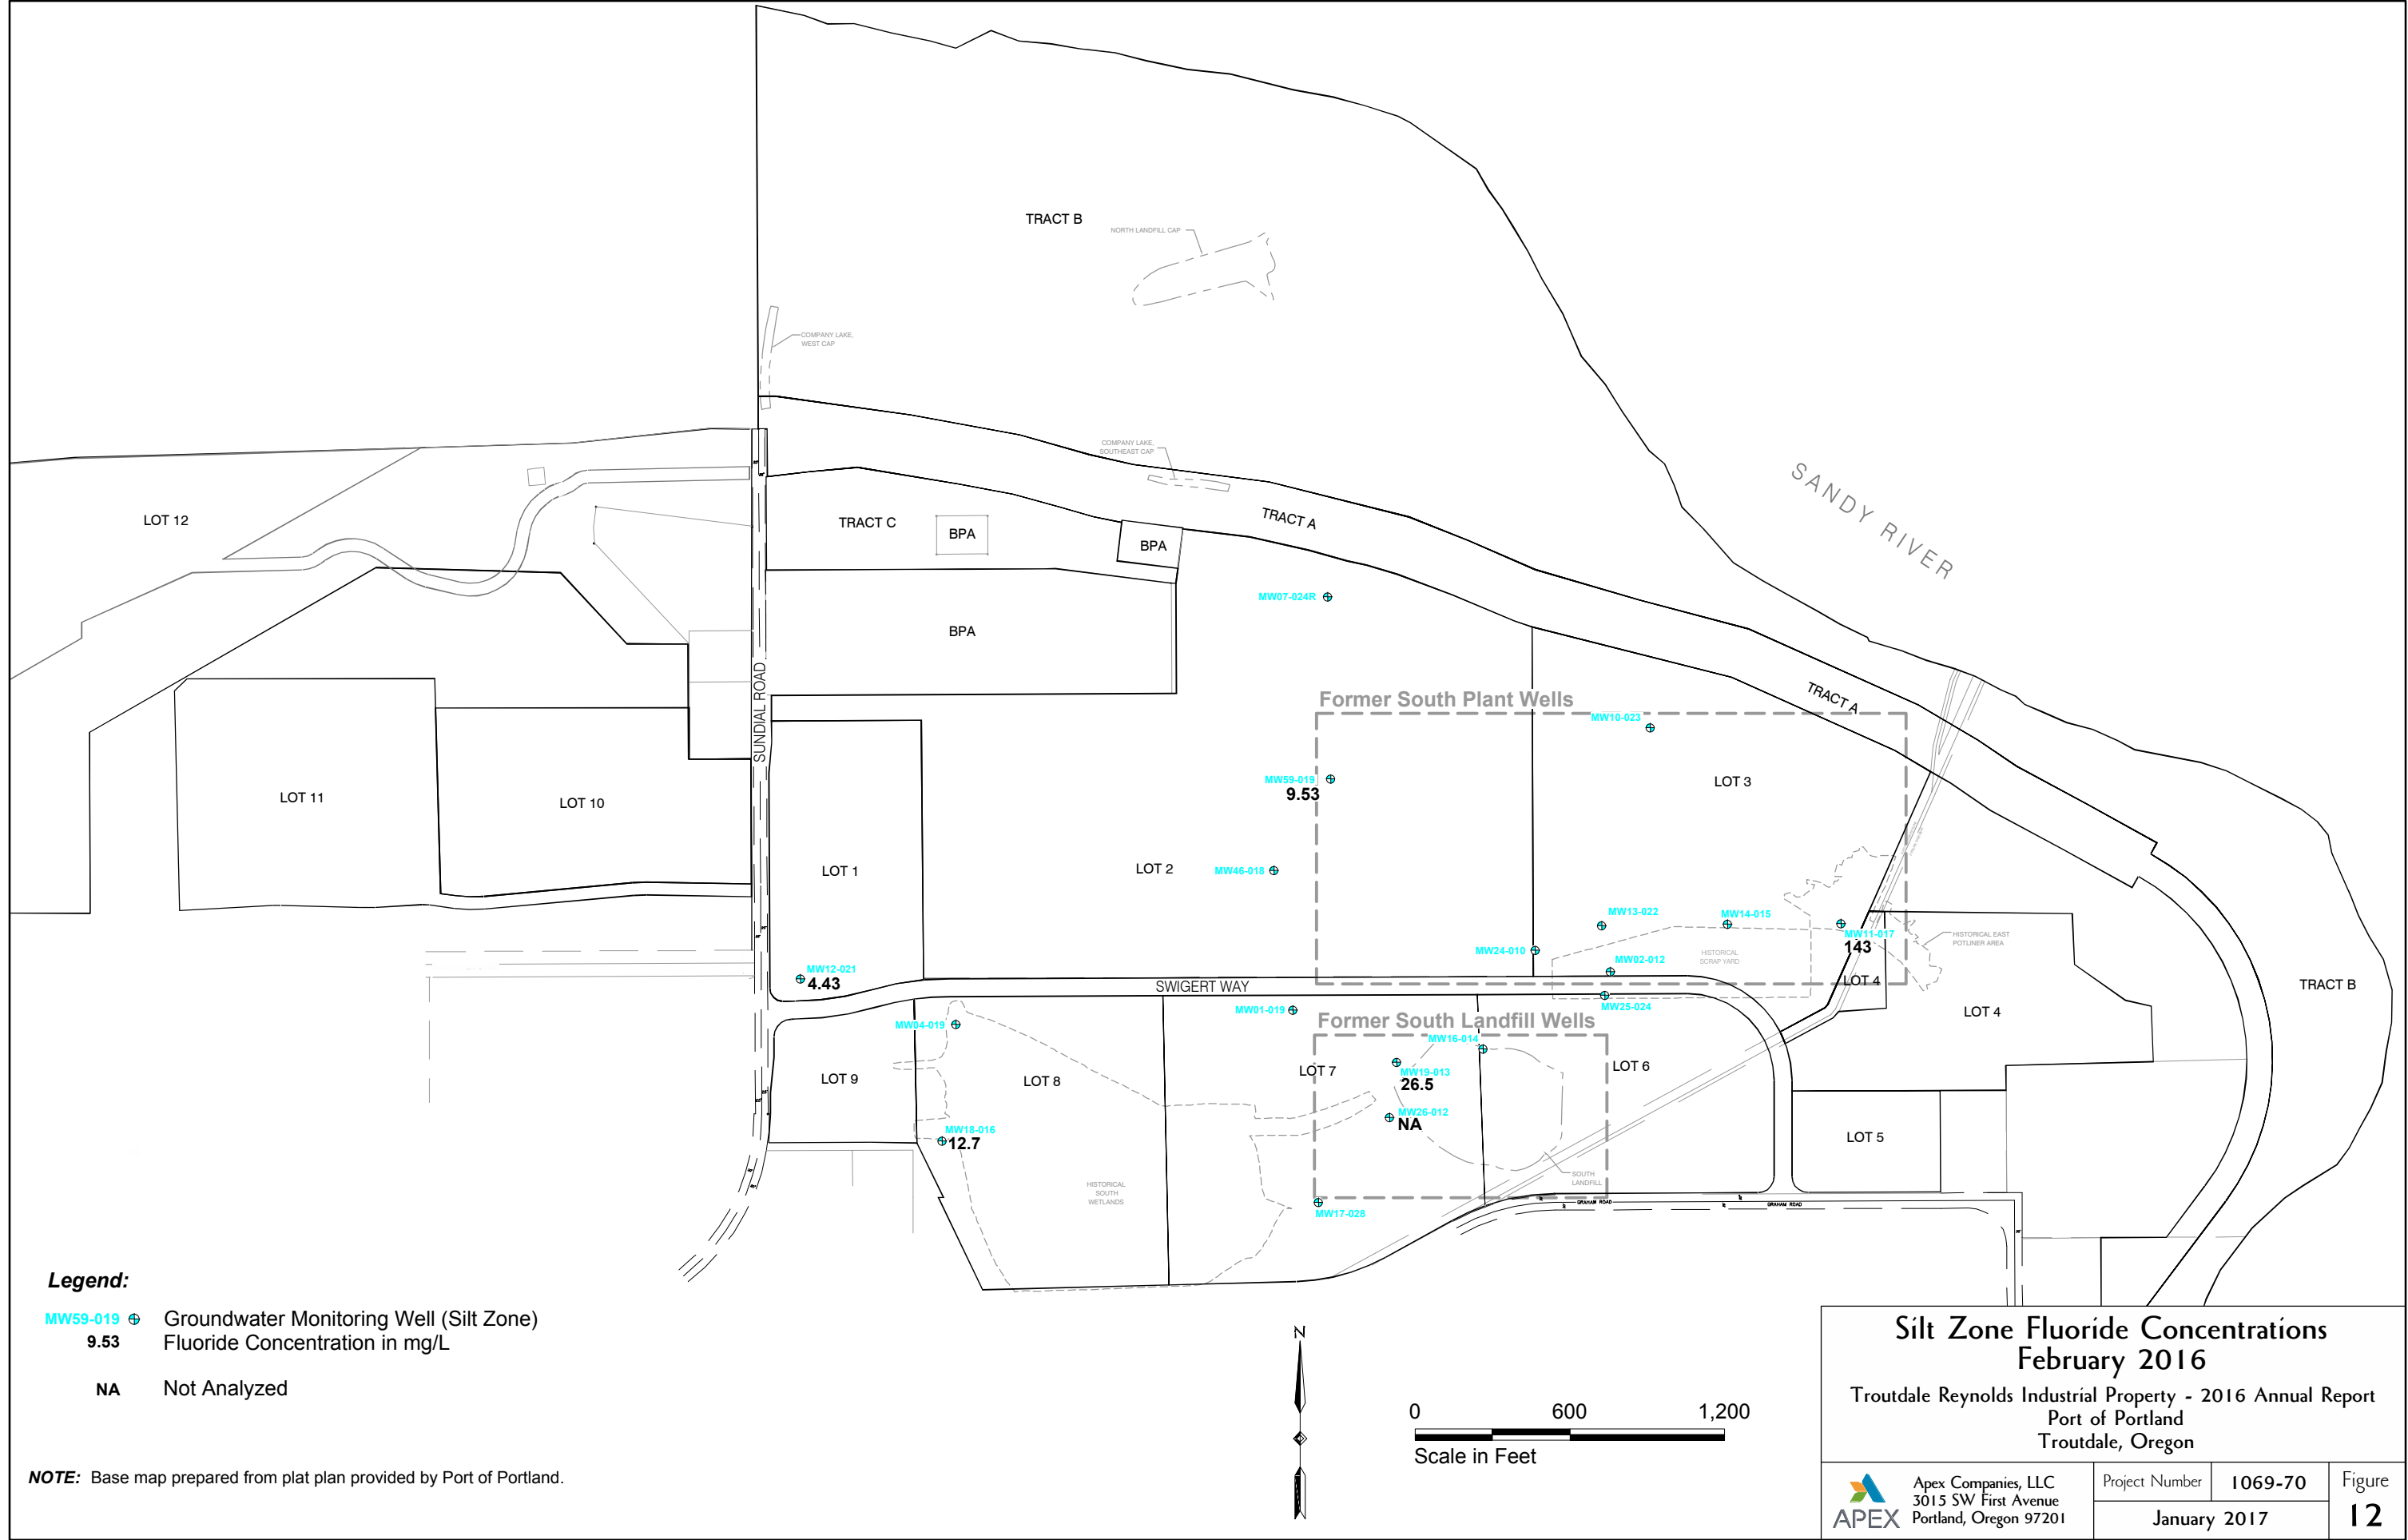 TRACT B
NORTH LANDFILL CAP
COMPANY LAKE,
WEST CAP
COMPANY LAKE,
SOUTHEAST CAP
SANDY RIVER
LOT 12
TRACT C
BPA
BPA
TRACT A
BPA
MW07-024R
SUNDIAL ROAD
Former South Plant Wells
TRACT A
MW10-023
MW59-019
9.53
LOT 3
LOT 11
LOT 10
LOT 1
LOT 2
MW46-018
MW13-022
MW14-015
MW11-017
143
HISTORICAL EAST
POTLINER AREA
MW24-010
HISTORICAL
SCRAP YARD
MW02-012
MW12-021
4.43
SWIGERT WAY
LOT 4
LOT 4
TRACT B
MW25-024
MW01-019
MW04-019
Former South Landfill Wells
MW16-014
LOT 9
LOT 8
LOT 7
MW19-013
26.5
LOT 6
MW26-012
NA
MW18-016
12.7
LOT 5
HISTORICAL
SOUTH
WETLANDS
SOUTH
LANDFILL
MW17-028
GRAHAM ROAD
GRAHAM ROAD
Legend:
MW59-019 Groundwater Monitoring Well (Silt Zone)
9.53 Fluoride Concentration in mg/L
NA Not Analyzed
NOTE: Base map prepared from plat plan provided by Port of Portland.
N
0 600 1,200
Scale in Feet
Silt Zone Fluoride Concentrations
February 2016
Troutdale Reynolds Industrial Property - 2016 Annual Report
Port of Portland
Troutdale, Oregon
APEX
Apex Companies, LLC
3015 SW First Avenue
Portland, Oregon 97201
Project Number 1069-70
January 2017
Figure
12